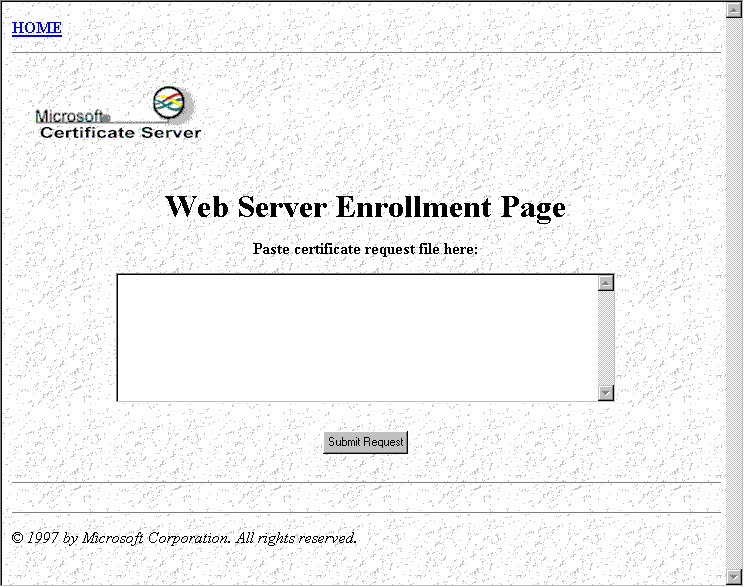 HOME
Microsoft®
Certificate Server
Web Server Enrollment Page
Paste certificate request file here:
Submit Request
© 1997 by Microsoft Corporation. All rights reserved.